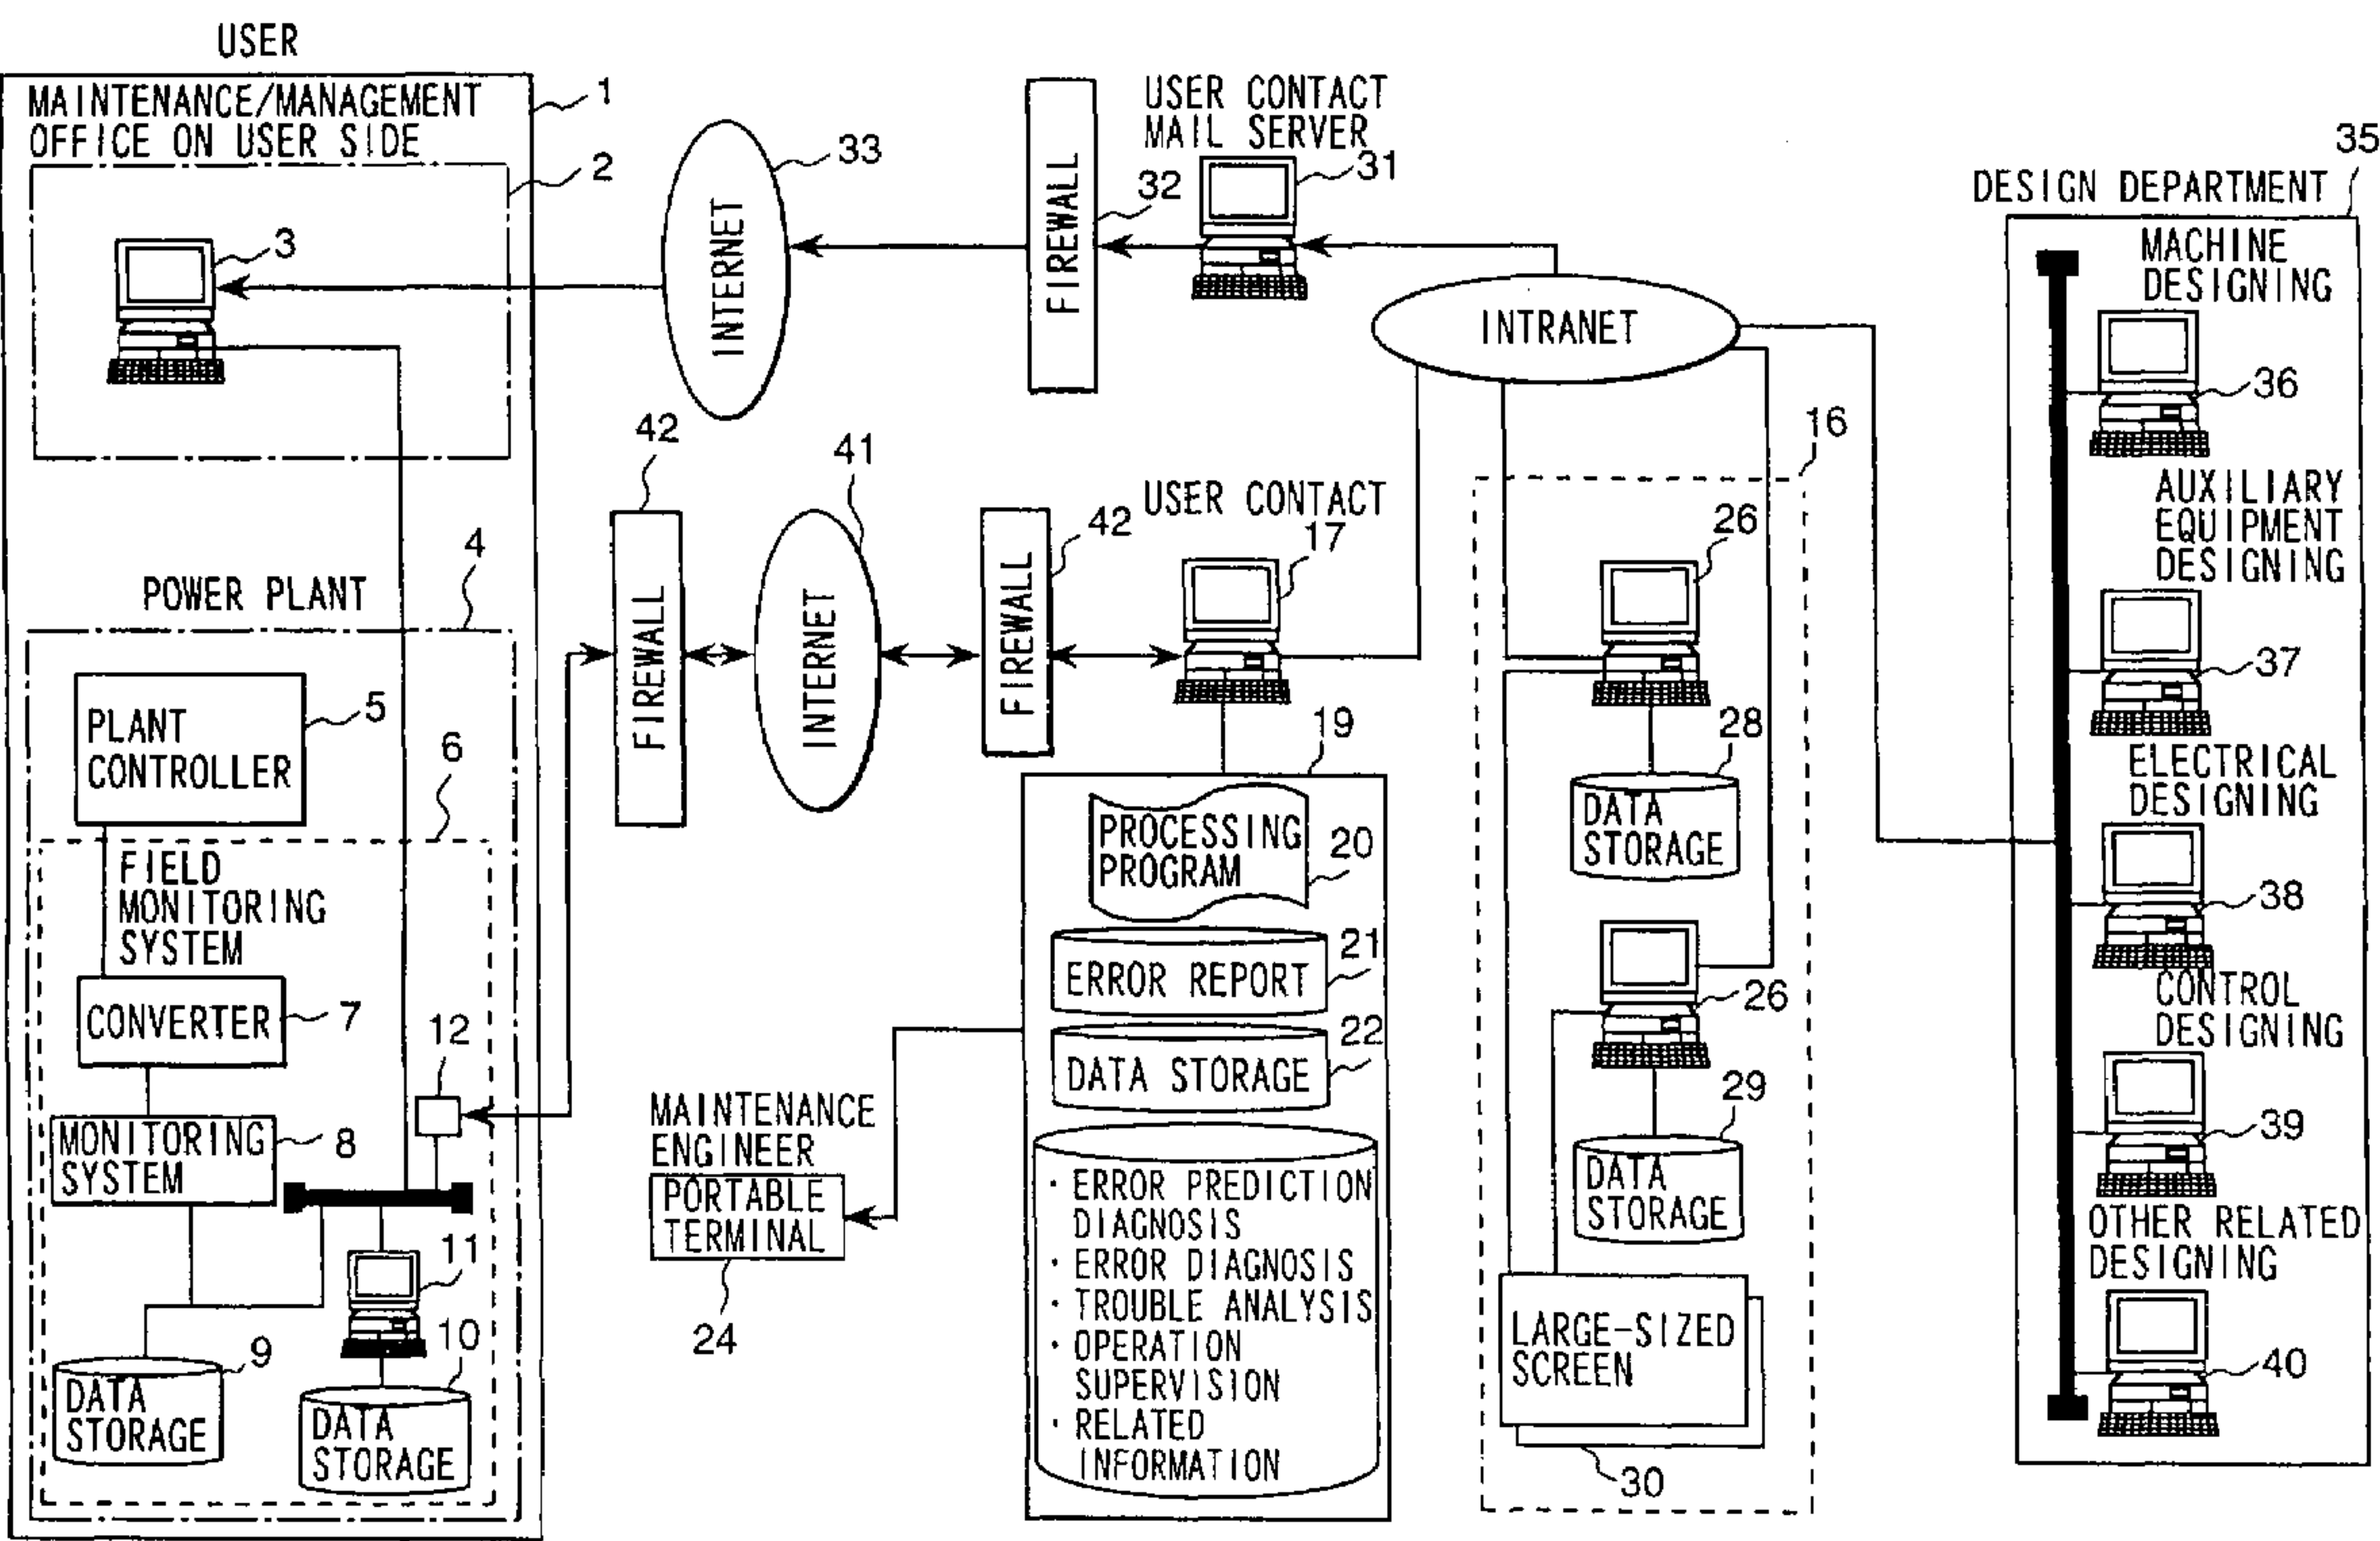 USER
MAINTENANCE/MANAGEMENT
OFFICE ON USER SIDE
1
2
3
POWER PLANT
4
PLANT
CONTROLLER
5
6
FIELD
MONITORING
SYSTEM
CONVERTER
7
12
MONITORING
SYSTEM
8
11
9
DATA
STORAGE
10
DATA
STORAGE
INTERNET
33
FIREWALL
32
USER CONTACT
MAIL SERVER
31
INTRANET
42
FIREWALL
41
INTERNET
42
FIREWALL
USER CONTACT
17
19
PROCESSING
PROGRAM
20
ERROR REPORT
21
DATA STORAGE
22
· ERROR PREDICTION
DIAGNOSIS
· ERROR DIAGNOSIS
· TROUBLE ANALYSIS
· OPERATION
SUPERVISION
· RELATED
INFORMATION
MAINTENANCE
ENGINEER
PORTABLE
TERMINAL
24
16
26
28
DATA
STORAGE
26
29
DATA
STORAGE
LARGE-SIZED
SCREEN
30
35
DESIGN DEPARTMENT
MACHINE
DESIGNING
36
AUXILIARY
EQUIPMENT
DESIGNING
37
ELECTRICAL
DESIGNING
38
CONTROL
DESIGNING
39
OTHER RELATED
DESIGNING
40